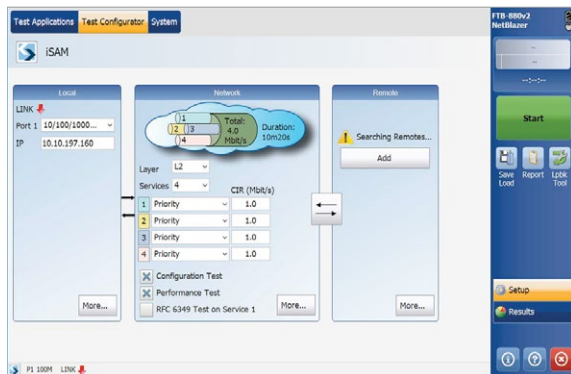 Test Applications Test Configurator System
FTB-880v2
NetBlazer
iSAM
--
--
--:--:--
Local
Network
Remote
LINK
Port 1 10/100/1000...
IP 10.10.197.160
1
2 3
4
Total:
4.0
Mbit/s
Duration:
10m20s
Searching Remotes...
Add
Start
Save
Load
Report
Lpbk
Tool
Layer L2
Services 4
CIR (Mbit/s)
1 Priority 1.0
2 Priority 1.0
3 Priority 1.0
4 Priority 1.0
Configuration Test
Performance Test
RFC 6349 Test on Service 1
More...
More...
More...
Setup
Results
P1 100M LINK